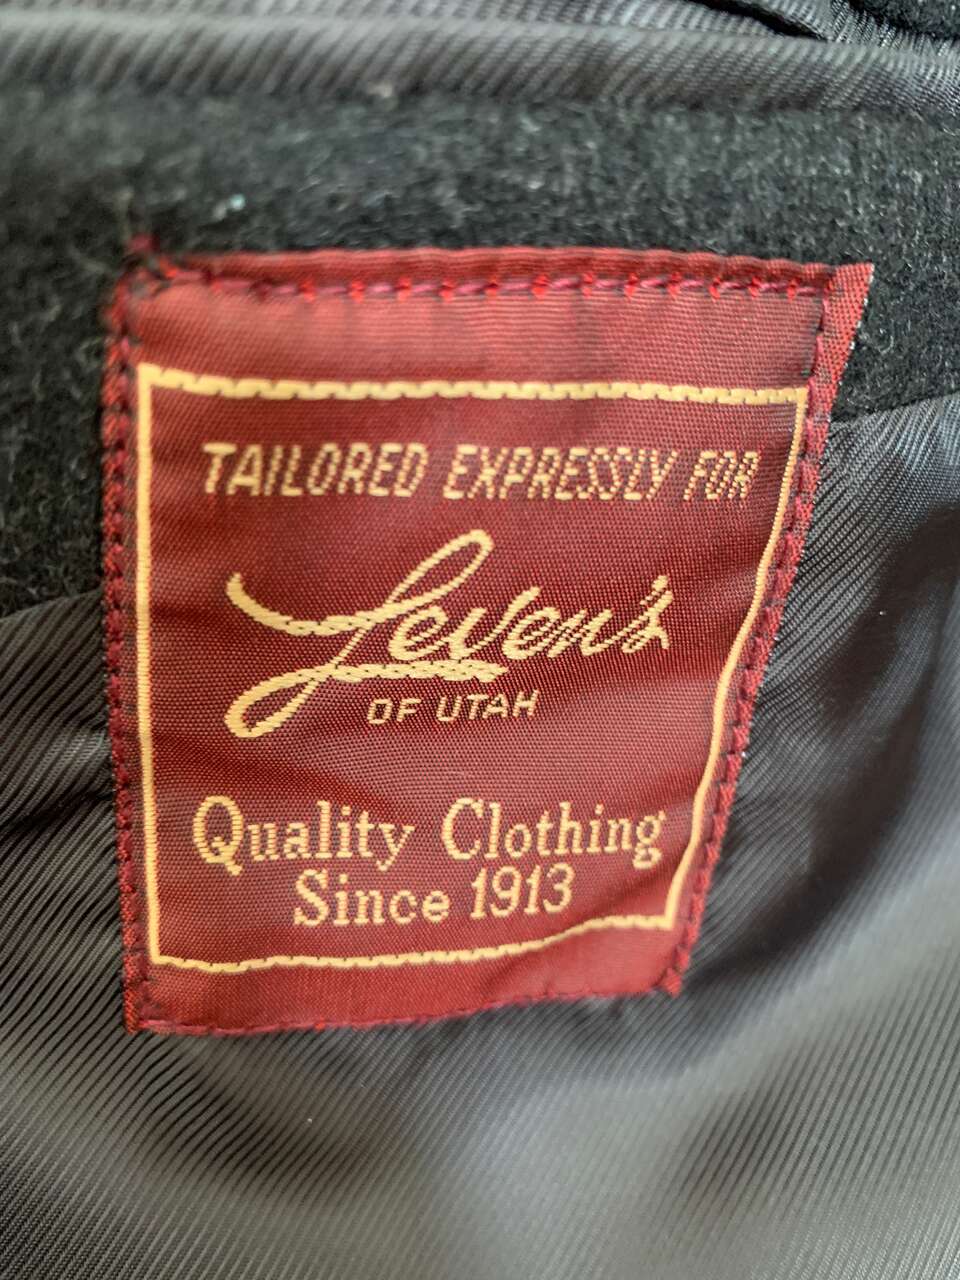 TAILORED EXPRESSLY FOR
Leven's
OF UTAH
Quality Clothing
Since 1913